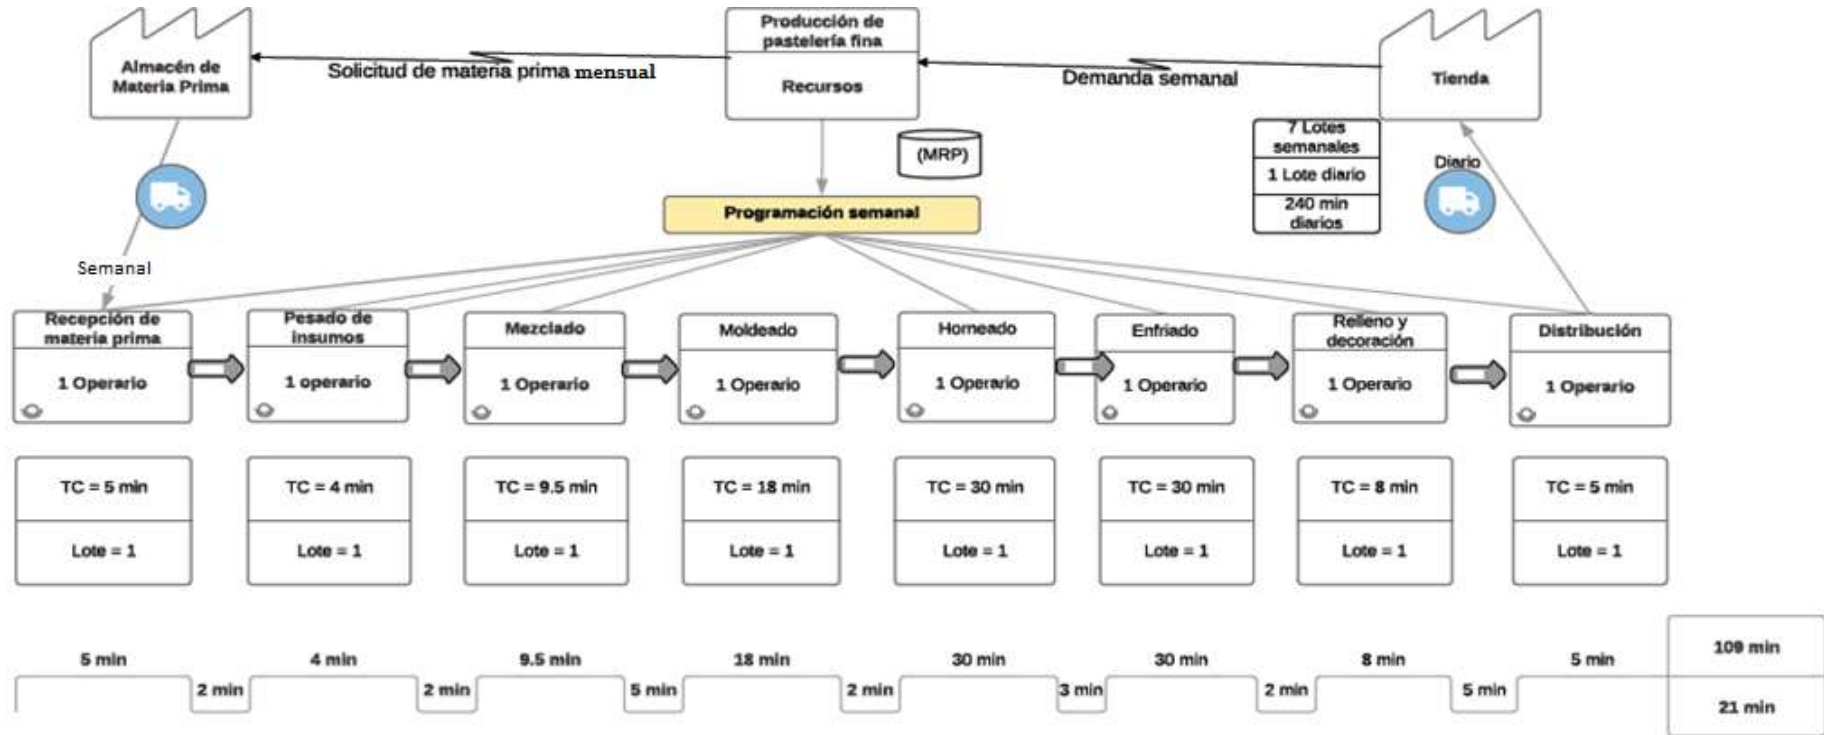 Almacén de
Materia Prima
Solicitud de materia prima mensual
Producción de
pastelería fina
Recursos
Demanda semanal
Tienda
(MRP)
7 Lotes
semanales
1 Lote diario
240 min
diarios
Diario
Programación semanal
Semanal
Recepción de
materia prima
1 Operario
Pesado de
insumos
1 operario
Mezclado
1 Operario
Moldeado
1 Operario
Horneado
1 Operario
Enfriado
1 Operario
Relleno y
decoración
1 Operario
Distribución
1 Operario
TC = 5 min
Lote = 1
TC = 4 min
Lote = 1
TC = 9.5 min
Lote = 1
TC = 18 min
Lote = 1
TC = 30 min
Lote = 1
TC = 30 min
Lote = 1
TC = 8 min
Lote = 1
TC = 5 min
Lote = 1
5 min
2 min
4 min
2 min
9.5 min
5 min
18 min
2 min
30 min
3 min
30 min
2 min
8 min
5 min
5 min
109 min
21 min